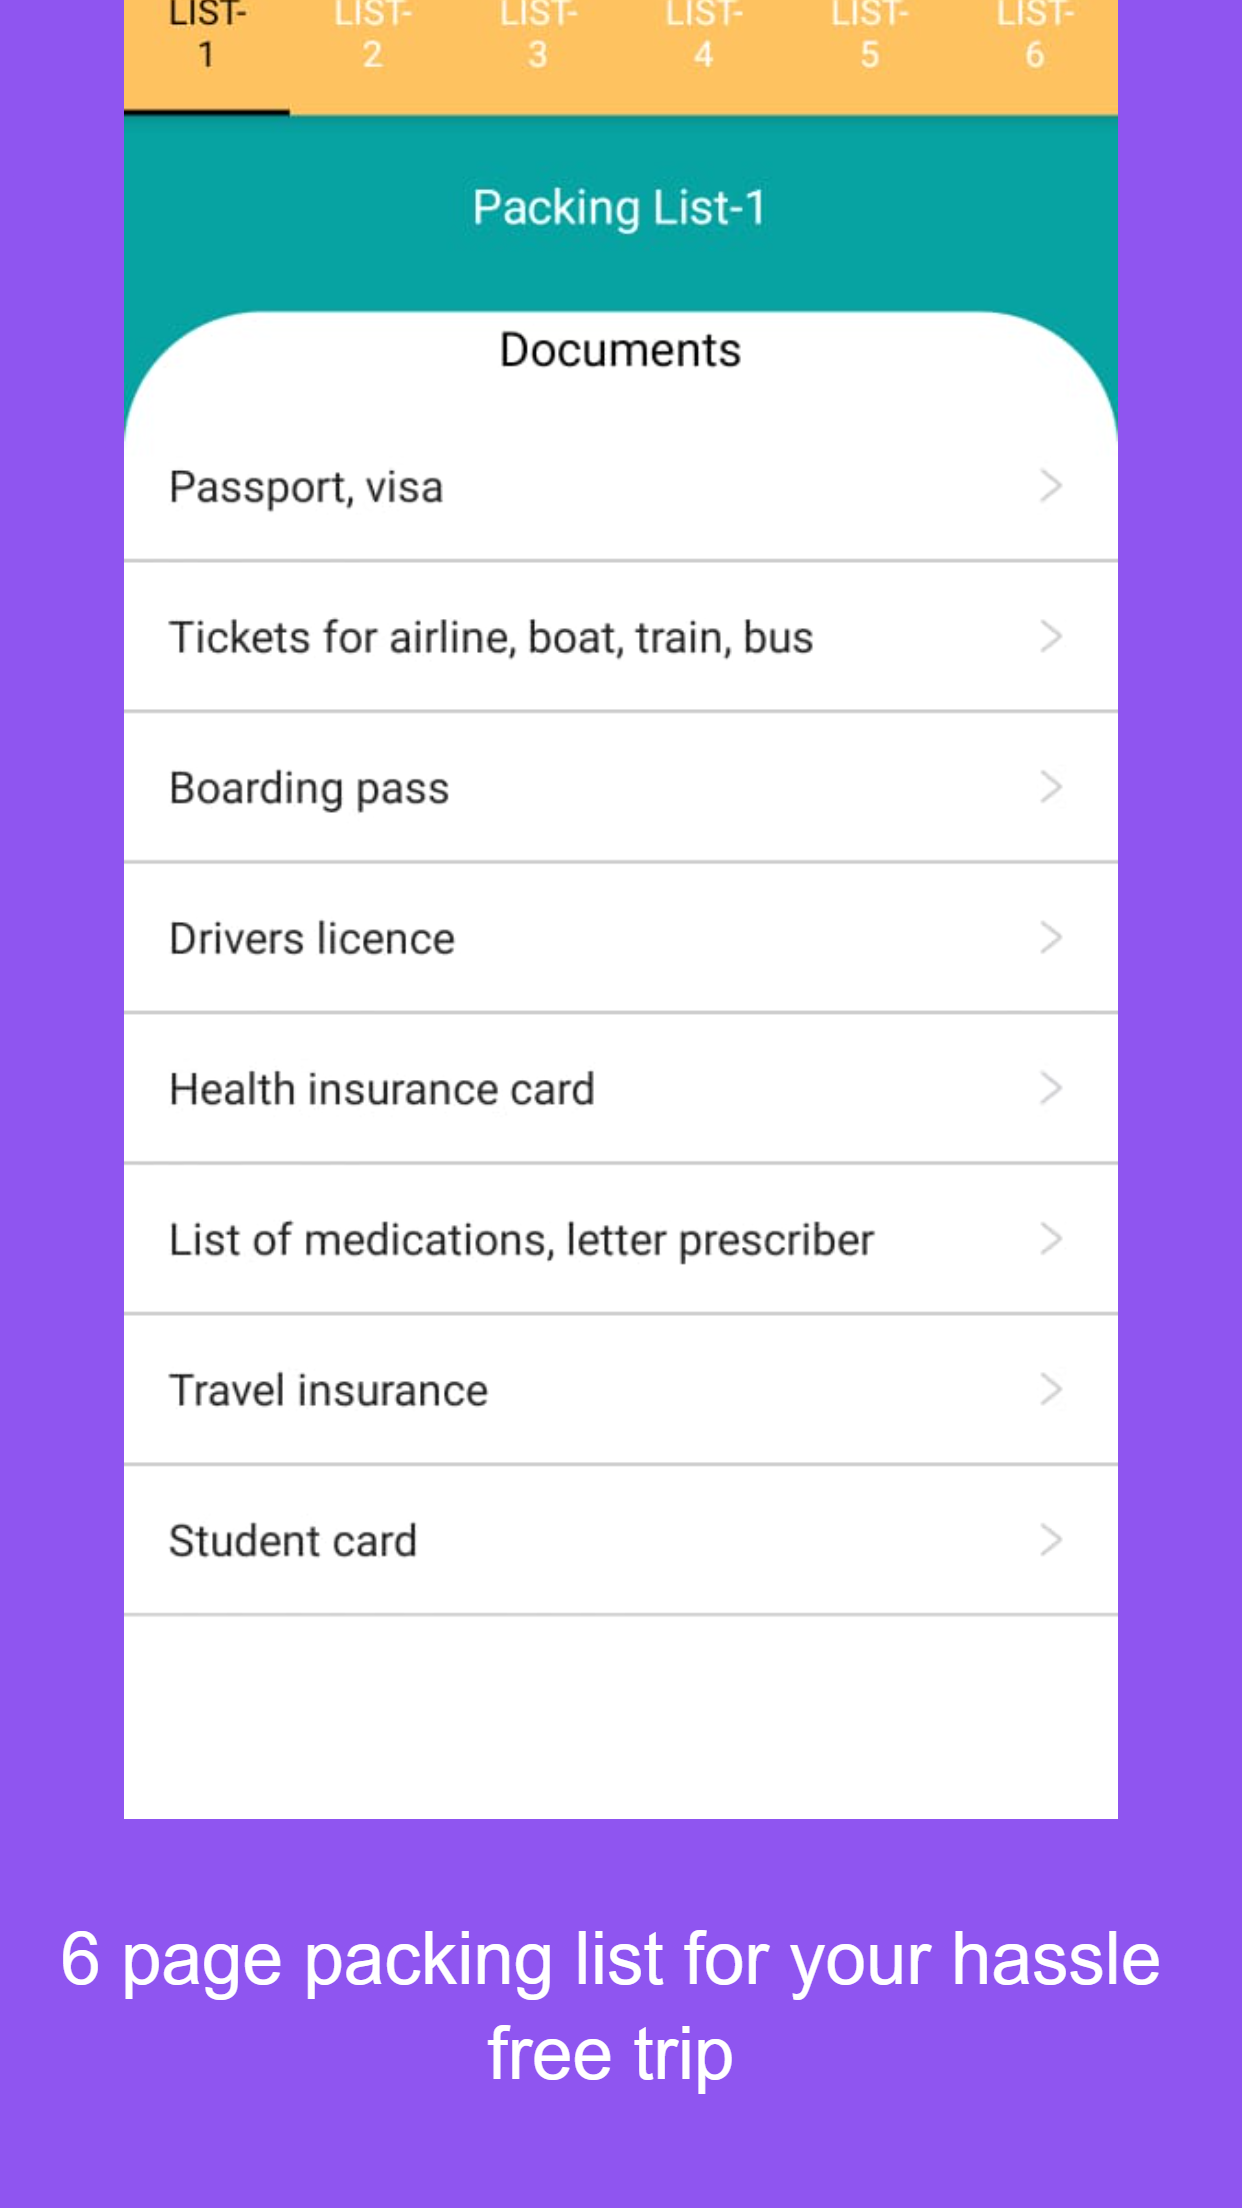 LIST- LIST- LIST- LIST- LIST- LIST-
1 2 3 4 5 6
Packing List-1
Documents
Passport, visa
Tickets for airline, boat, train, bus
Boarding pass
Drivers licence
Health insurance card
List of medications, letter prescriber
Travel insurance
Student card
6 page packing list for your hassle
free trip